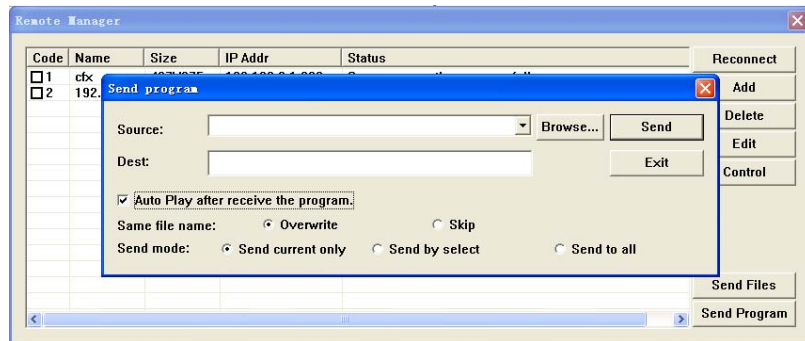 Remote Manager
Code Name Size IP Addr Status
Reconnect
1 cfx
2 192.
Add
Delete
Edit
Control
Send program
Source: Browse... Send
Dest: Exit
Auto Play after receive the program.
Same file name: Overwrite Skip
Send mode: Send current only Send by select Send to all
Send Files
Send Program